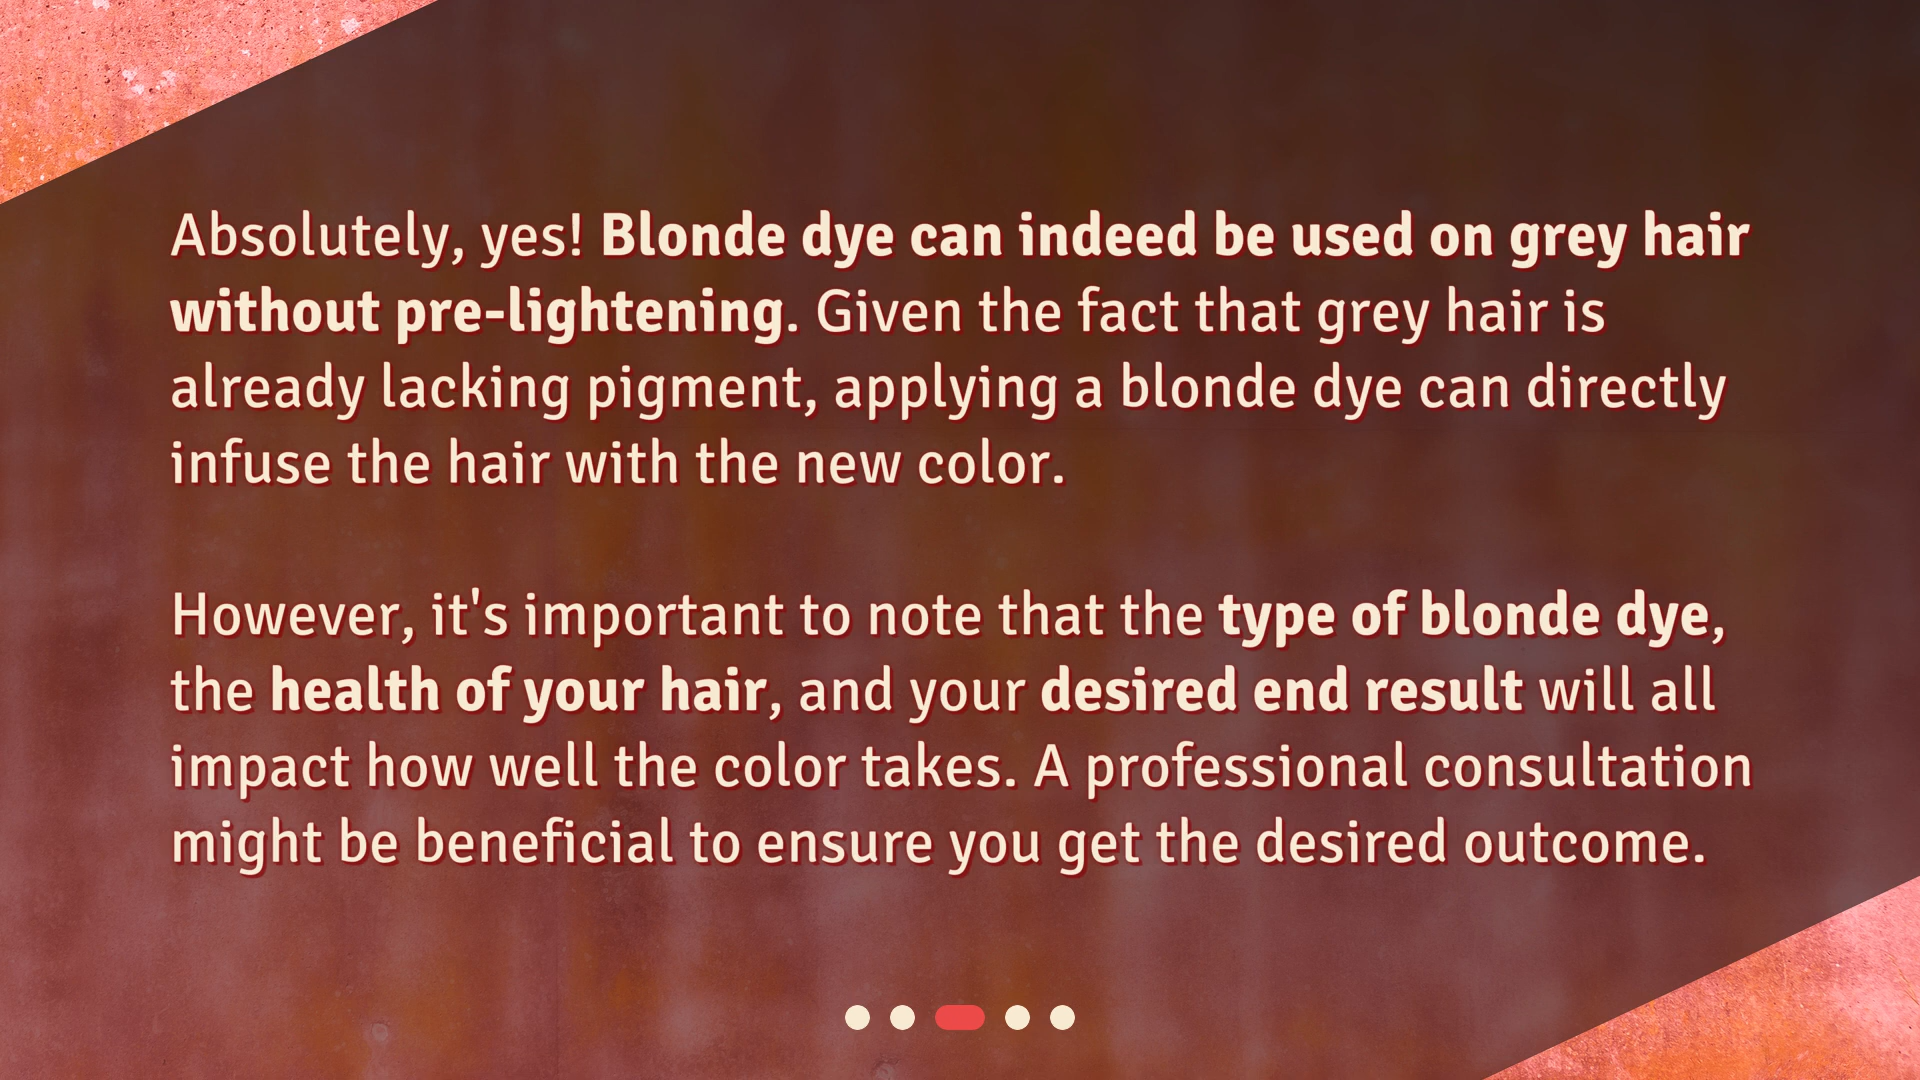 Absolutely, yes! Blonde dye can indeed be used on grey hair
without pre-lightening. Given the fact that grey hair is
already lacking pigment, applying a blonde dye can directly
infuse the hair with the new color.
However, it's important to note that the type of blonde dye,
the health of your hair, and your desired end result will all
impact how well the color takes. A professional consultation
might be beneficial to ensure you get the desired outcome.